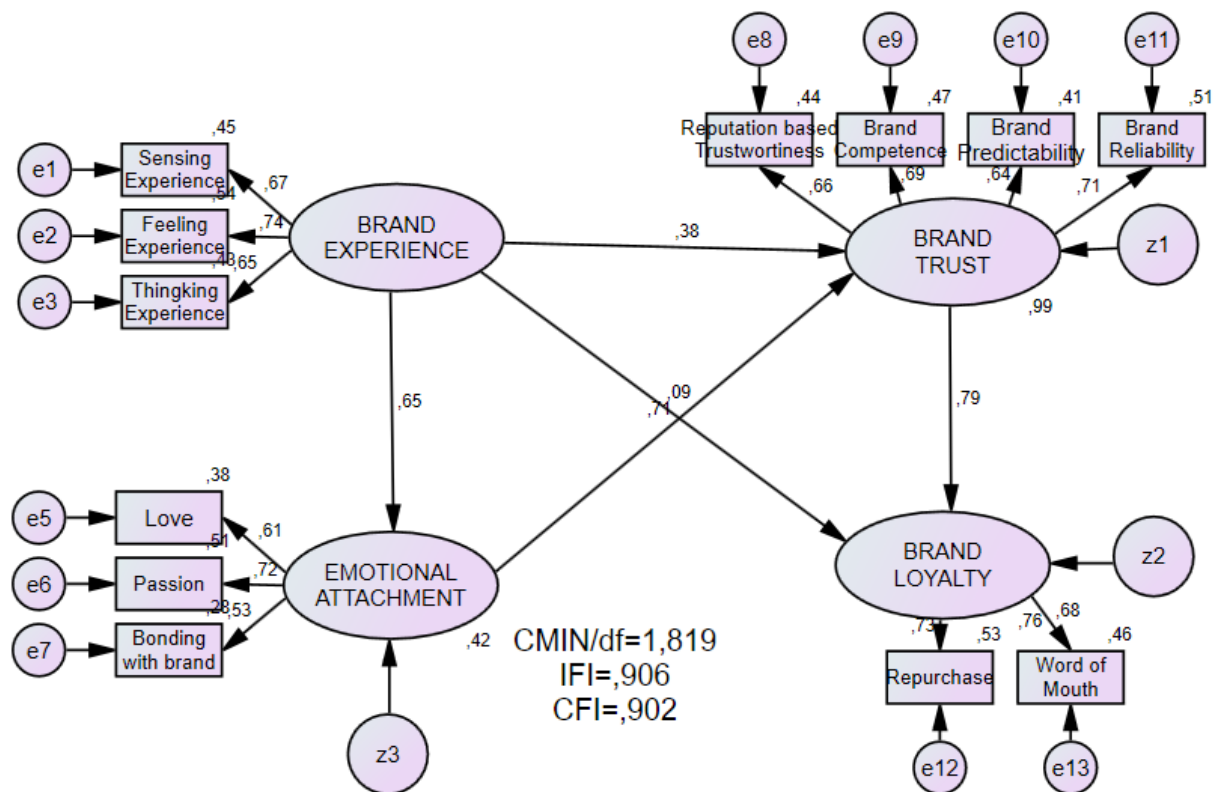 e8
e9
e10
e11
,44
,47
,41
,51
Reputation based
Trustwortiness
Brand
Competence
Brand
Predictability
Brand
Reliability
,66
,69
,64
,71
,45
e1
Sensing
Experience
,67
,54
e2
Feeling
Experience
,74
,43
,65
e3
Thingking
Experience
BRAND
EXPERIENCE
,38
BRAND
TRUST
z1
,99
,65
,09
,71
,79
,38
e5
Love
,61
,51
e6
Passion
,72
,28
,53
e7
Bonding
with brand
EMOTIONAL
ATTACHMENT
,42
z3
CMIN/df=1,819
IFI=,906
CFI=,902
BRAND
LOYALTY
z2
,73
,53
,76
,68
,46
Repurchase
Word of
Mouth
e12
e13